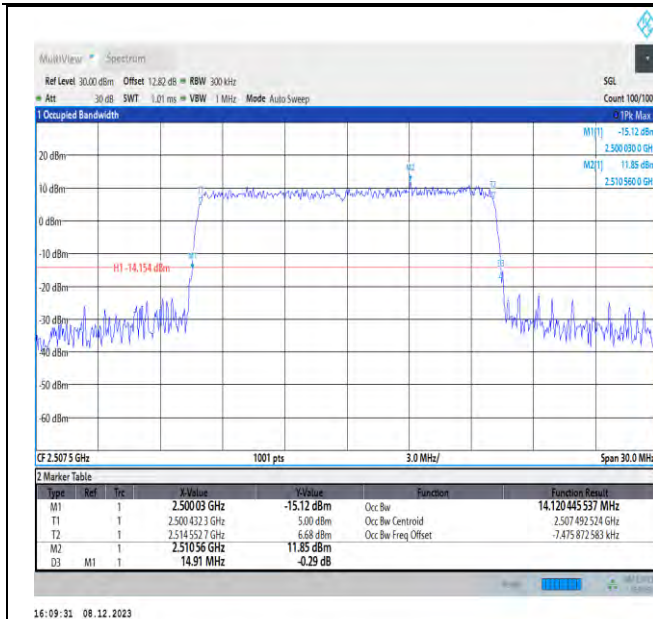 MultiView Spectrum
Ref Level 30.00 dBm Offset 12.82 dB RBW 300 kHz SGL
Att 30 dB SWT 1.01 ms VBW 1 MHz Mode Auto Sweep Count 100/100
1 Occupied Bandwidth 1Pk Max
M1[1] -15.12 dBm
2.500 030 0 GHz
M2[1] 11.85 dBm
2.510 560 0 GHz
20 dBm
M2
T1 T2
10 dBm
0 dBm
-10 dBm
M1
H1 -14.154 dBm
D3
-20 dBm
-30 dBm
-40 dBm
-50 dBm
-60 dBm
CF 2.507 5 GHz 1001 pts 3.0 MHz/ Span 30.0 MHz
2 Marker Table
Type Ref Trc X-Value Y-Value Function Function Result
M1 1 2.500 03 GHz -15.12 dBm Occ Bw 14.120 445 537 MHz
T1 1 2.500 432 3 GHz 5.00 dBm Occ Bw Centroid 2.507 492 524 GHz
T2 1 2.514 552 7 GHz 6.68 dBm Occ Bw Freq Offset -7.475 872 583 kHz
M2 1 2.510 56 GHz 11.85 dBm
D3 M1 1 14.91 MHz -0.29 dB
16:09:31 08.12.2023